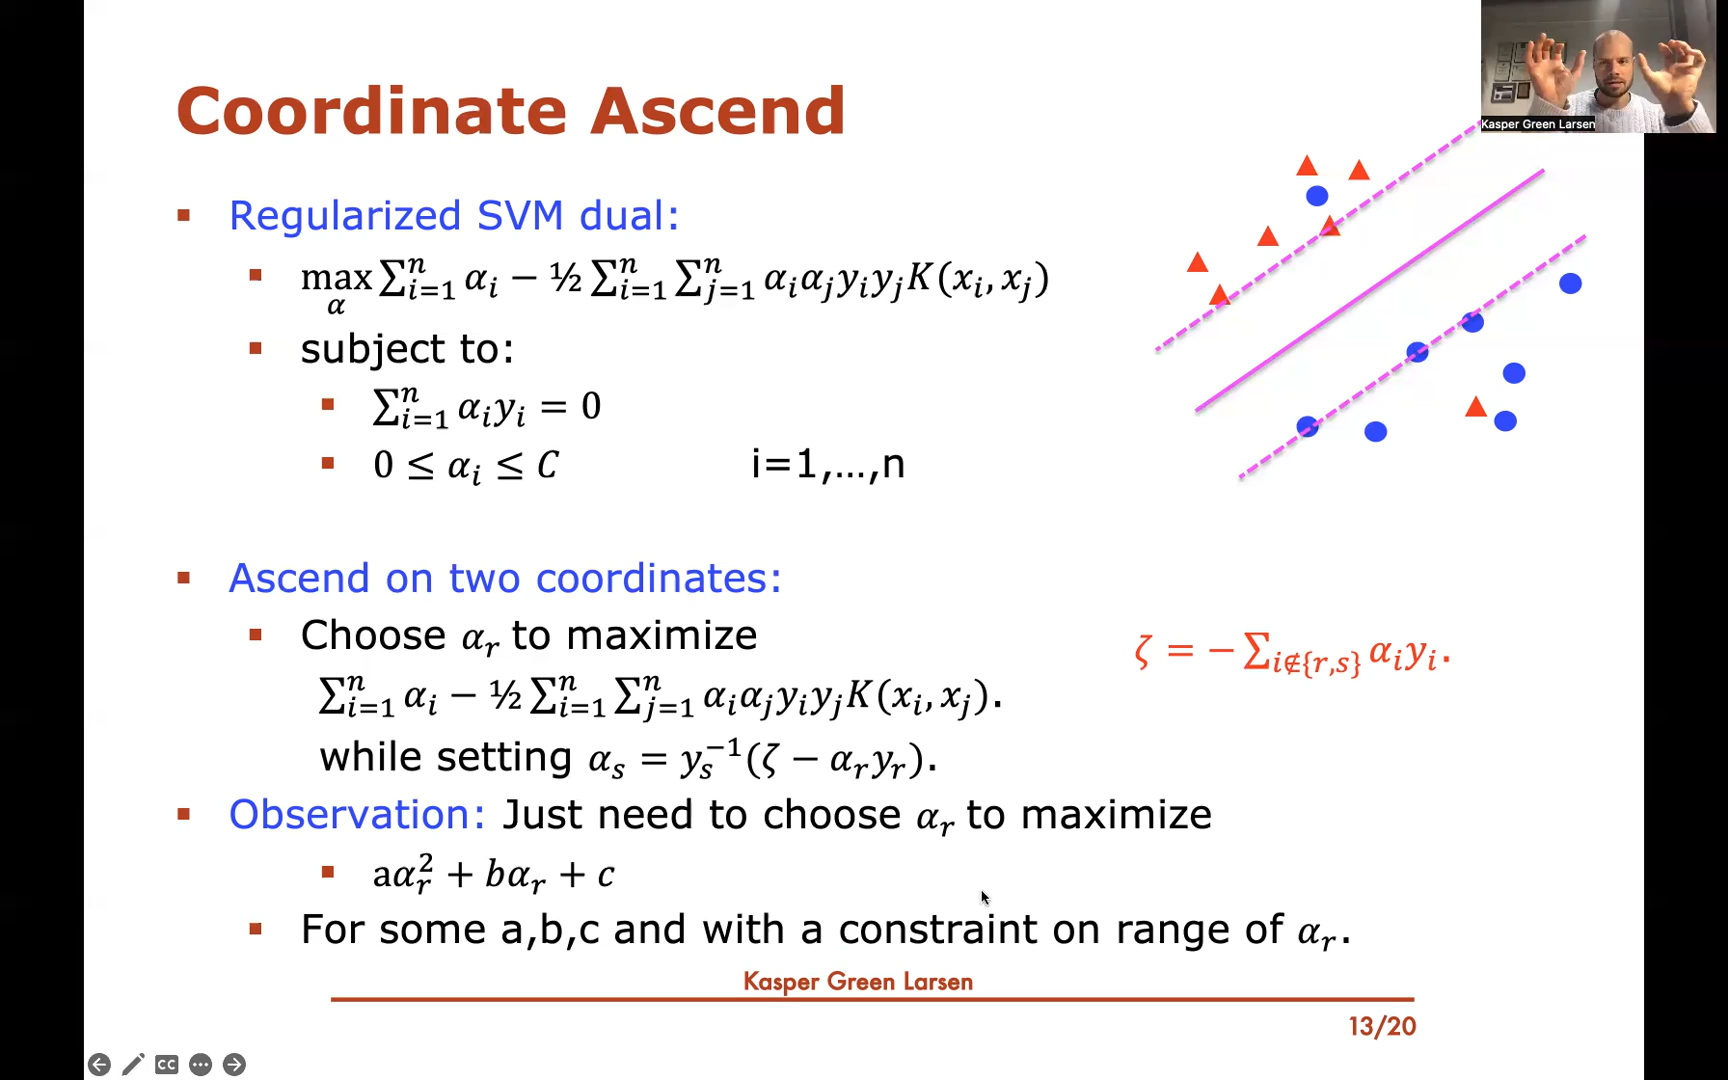 Coordinate Ascend
Kasper Green Larsen
▪ Regularized SVM dual:
▪ max_α ∑_{i=1}^n α_i − ½ ∑_{i=1}^n ∑_{j=1}^n α_i α_j y_i y_j K(x_i, x_j)
▪ subject to:
▪ ∑_{i=1}^n α_i y_i = 0
▪ 0 ≤ α_i ≤ C i=1,...,n
▪ Ascend on two coordinates:
▪ Choose α_r to maximize
ζ = − ∑_{i∉{r,s}} α_i y_i.
∑_{i=1}^n α_i − ½ ∑_{i=1}^n ∑_{j=1}^n α_i α_j y_i y_j K(x_i, x_j).
while setting α_s = y_s^{−1}(ζ − α_r y_r).
▪ Observation: Just need to choose α_r to maximize
▪ aα_r^2 + bα_r + c
▪ For some a,b,c and with a constraint on range of α_r.
Kasper Green Larsen
13/20
CC